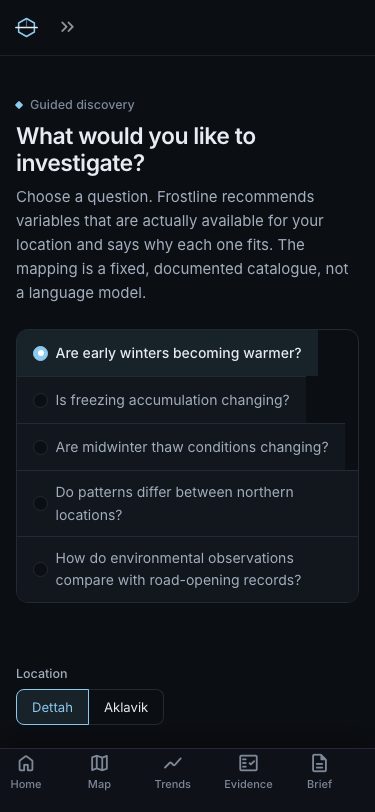 Guided discovery
What would you like to
investigate?
Choose a question. Frostline recommends
variables that are actually available for your
location and says why each one fits. The
mapping is a fixed, documented catalogue, not
a language model.
Are early winters becoming warmer?
Is freezing accumulation changing?
Are midwinter thaw conditions changing?
Do patterns differ between northern
locations?
How do environmental observations
compare with road-opening records?
Location
Dettah Aklavik
Home Map Trends Evidence Brief